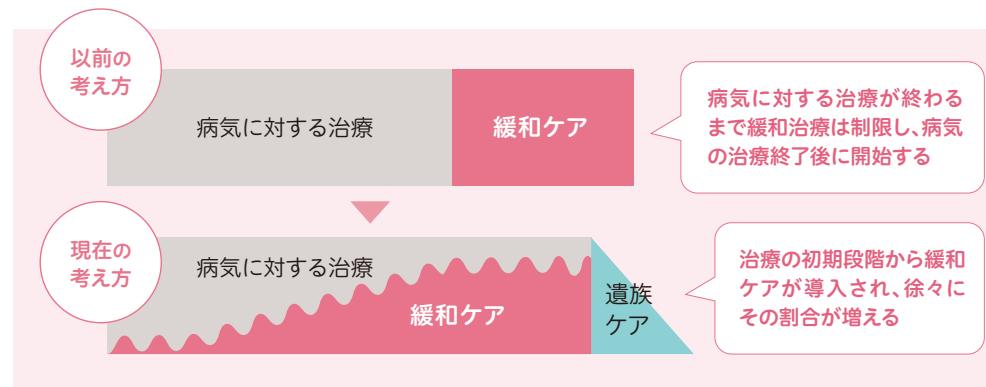 以前の
考え方
病気に対する治療
緩和ケア
病気に対する治療が終わる
まで緩和治療は制限し、病気
の治療終了後に開始する
現在の
考え方
病気に対する治療
緩和ケア
遺族
ケア
治療の初期段階から緩和
ケアが導入され、徐々に
その割合が増える